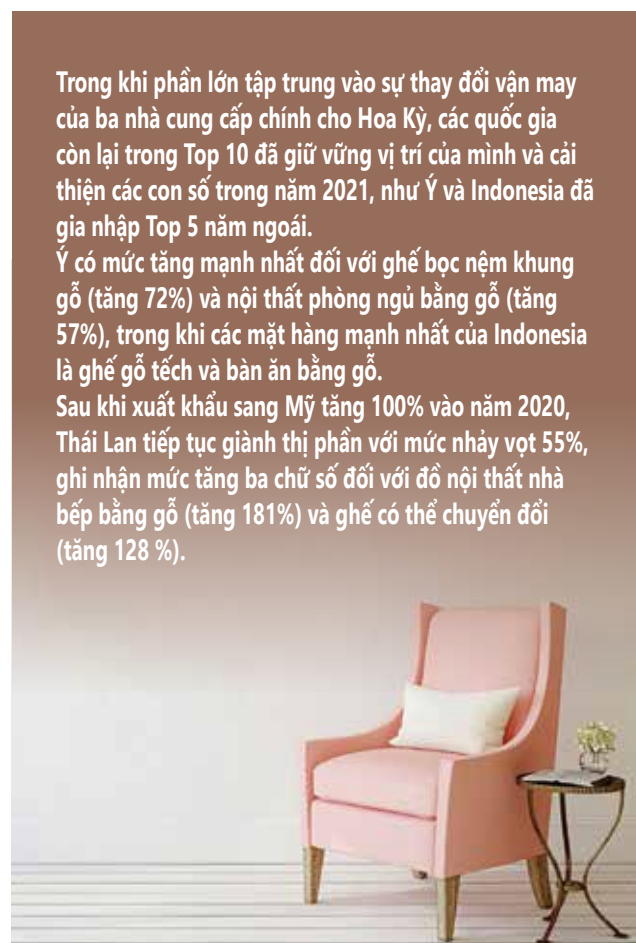 Trong khi phần lớn tập trung vào sự thay đổi vận may
của ba nhà cung cấp chính cho Hoa Kỳ, các quốc gia
còn lại trong Top 10 đã giữ vững vị trí của mình và cải
thiện các con số trong năm 2021, như Ý và Indonesia đã
gia nhập Top 5 năm ngoái.
Ý có mức tăng mạnh nhất đối với ghế bọc nệm khung
gỗ (tăng 72%) và nội thất phòng ngủ bằng gỗ (tăng
57%), trong khi các mặt hàng mạnh nhất của Indonesia
là ghế gỗ tếch và bàn ăn bằng gỗ.
Sau khi xuất khẩu sang Mỹ tăng 100% vào năm 2020,
Thái Lan tiếp tục giành thị phần với mức nhảy vọt 55%,
ghi nhận mức tăng ba chữ số đối với đồ nội thất nhà
bếp bằng gỗ (tăng 181%) và ghế có thể chuyển đổi
(tăng 128 %).